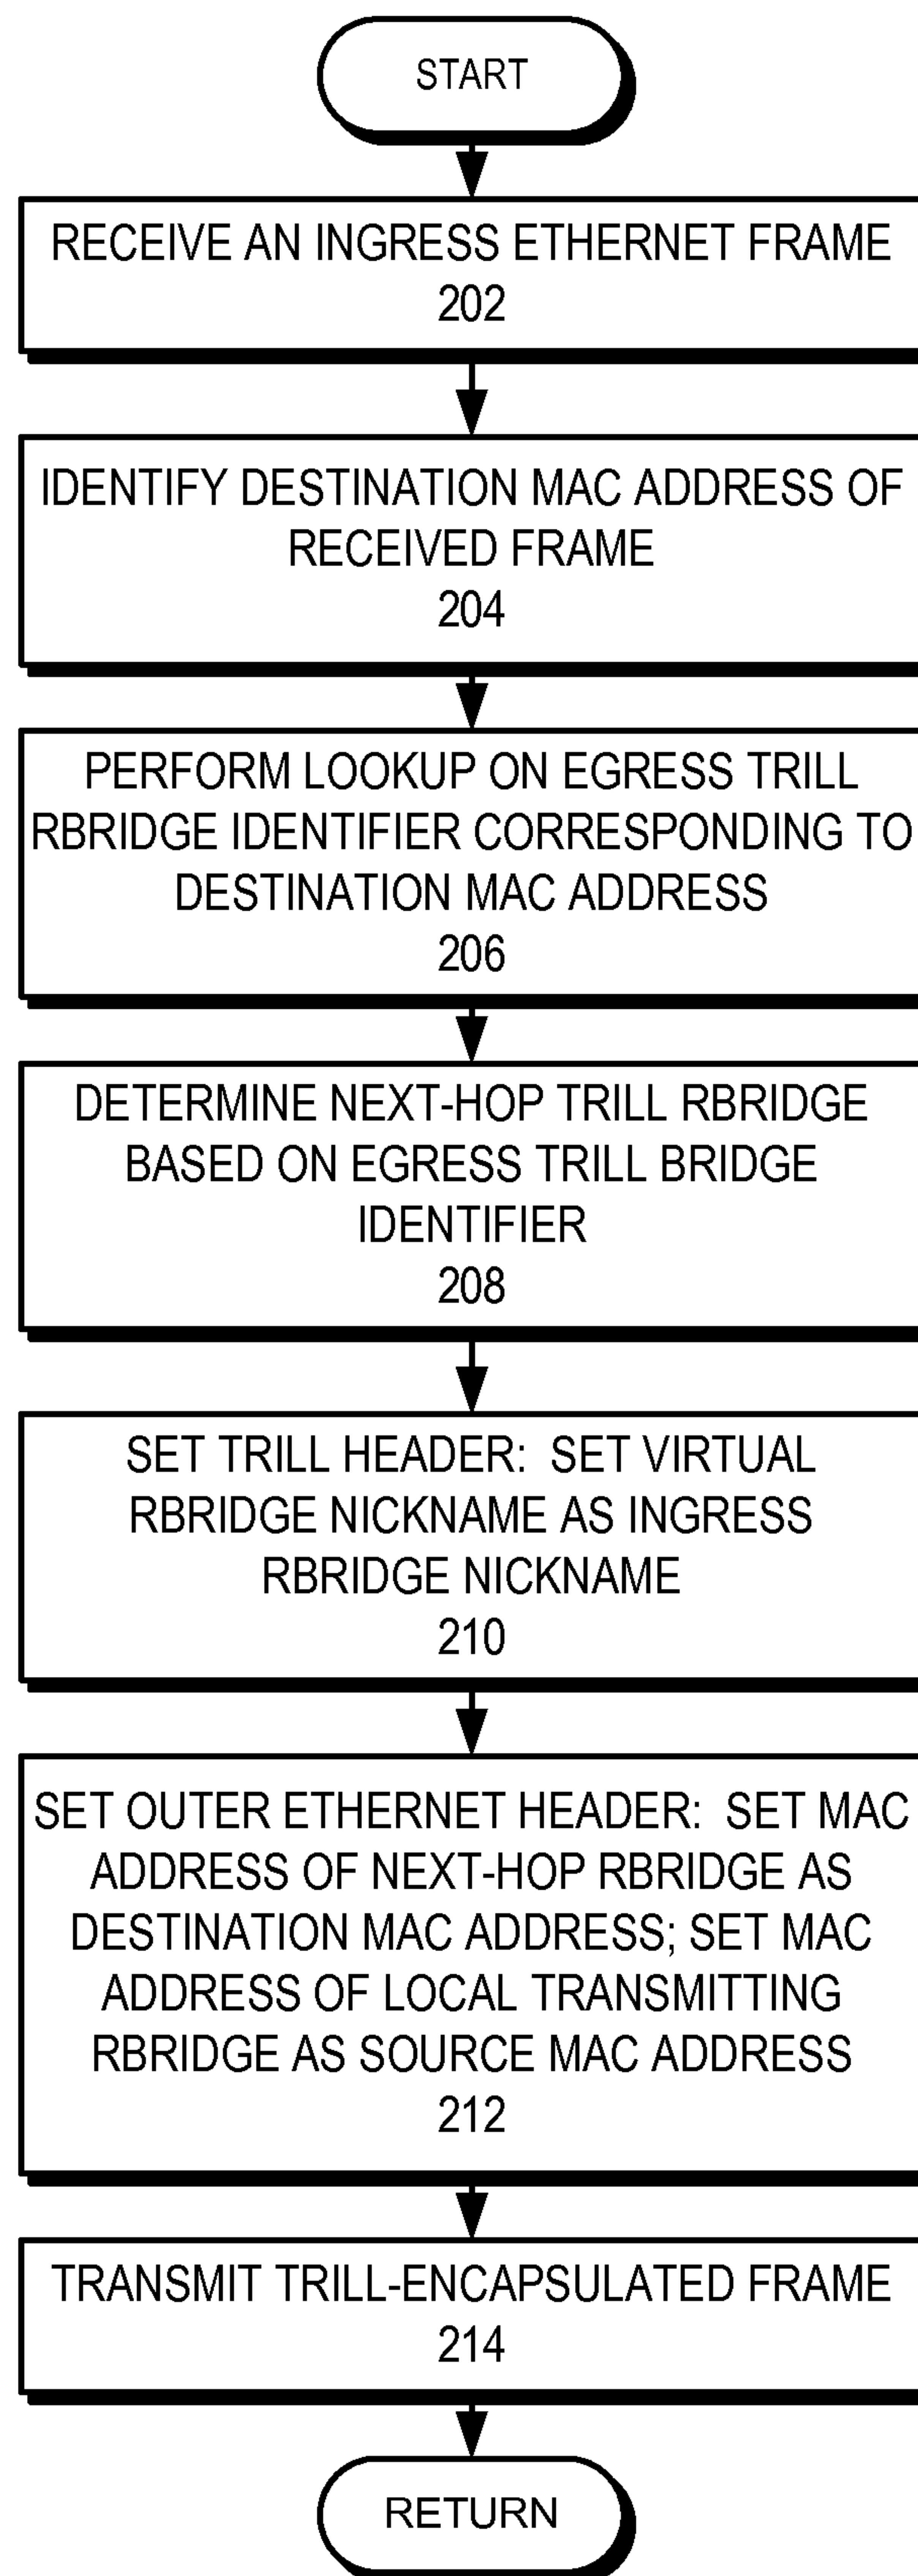 START
RECEIVE AN INGRESS ETHERNET FRAME
202
IDENTIFY DESTINATION MAC ADDRESS OF
RECEIVED FRAME
204
PERFORM LOOKUP ON EGRESS TRILL
RBRIDGE IDENTIFIER CORRESPONDING TO
DESTINATION MAC ADDRESS
206
DETERMINE NEXT-HOP TRILL RBRIDGE
BASED ON EGRESS TRILL BRIDGE
IDENTIFIER
208
SET TRILL HEADER: SET VIRTUAL
RBRIDGE NICKNAME AS INGRESS
RBRIDGE NICKNAME
210
SET OUTER ETHERNET HEADER: SET MAC
ADDRESS OF NEXT-HOP RBRIDGE AS
DESTINATION MAC ADDRESS; SET MAC
ADDRESS OF LOCAL TRANSMITTING
RBRIDGE AS SOURCE MAC ADDRESS
212
TRANSMIT TRILL-ENCAPSULATED FRAME
214
RETURN